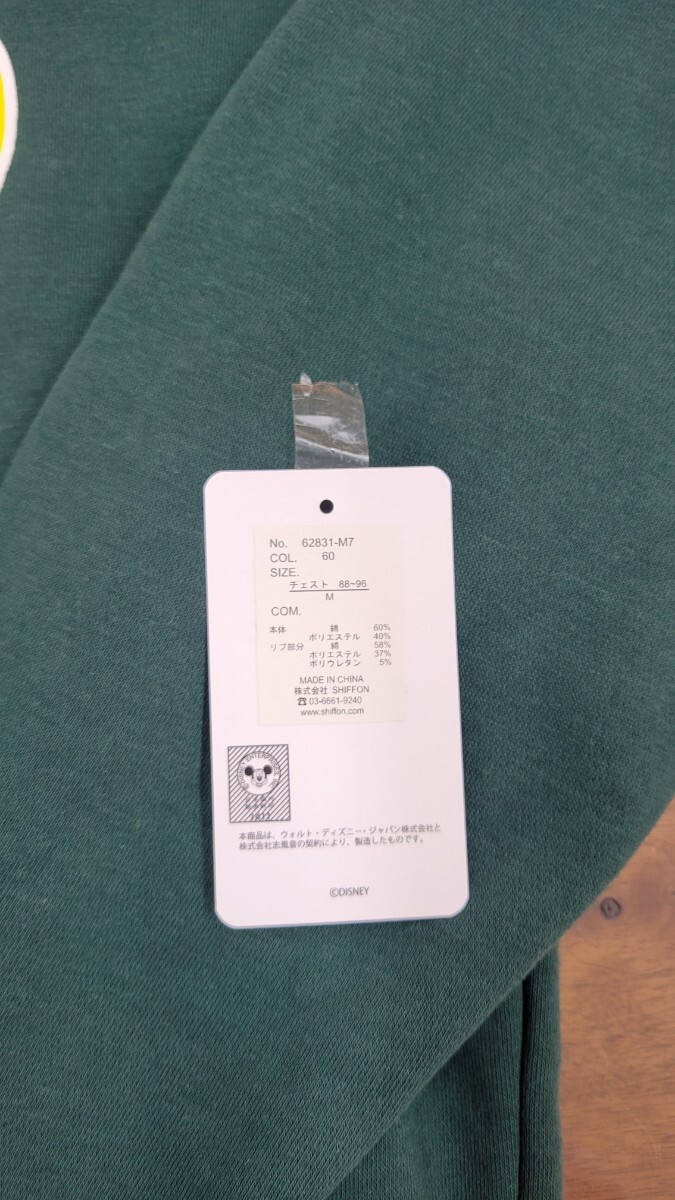 No. 62831-M7
COL. 60
SIZE.
チェスト 88~96
M
COM.
本体 綿 60%
ポリエステル 40%
リブ部分 綿 58%
ポリエステル 37%
ポリウレタン 5%
MADE IN CHINA
株式会社 SHIFFON
☎03-6661-9240
www.shiffon.com
本商品は、ウォルト・ディズニー・ジャパン株式会社と
株式会社志風音の契約により、製造したものです。
©DISNEY